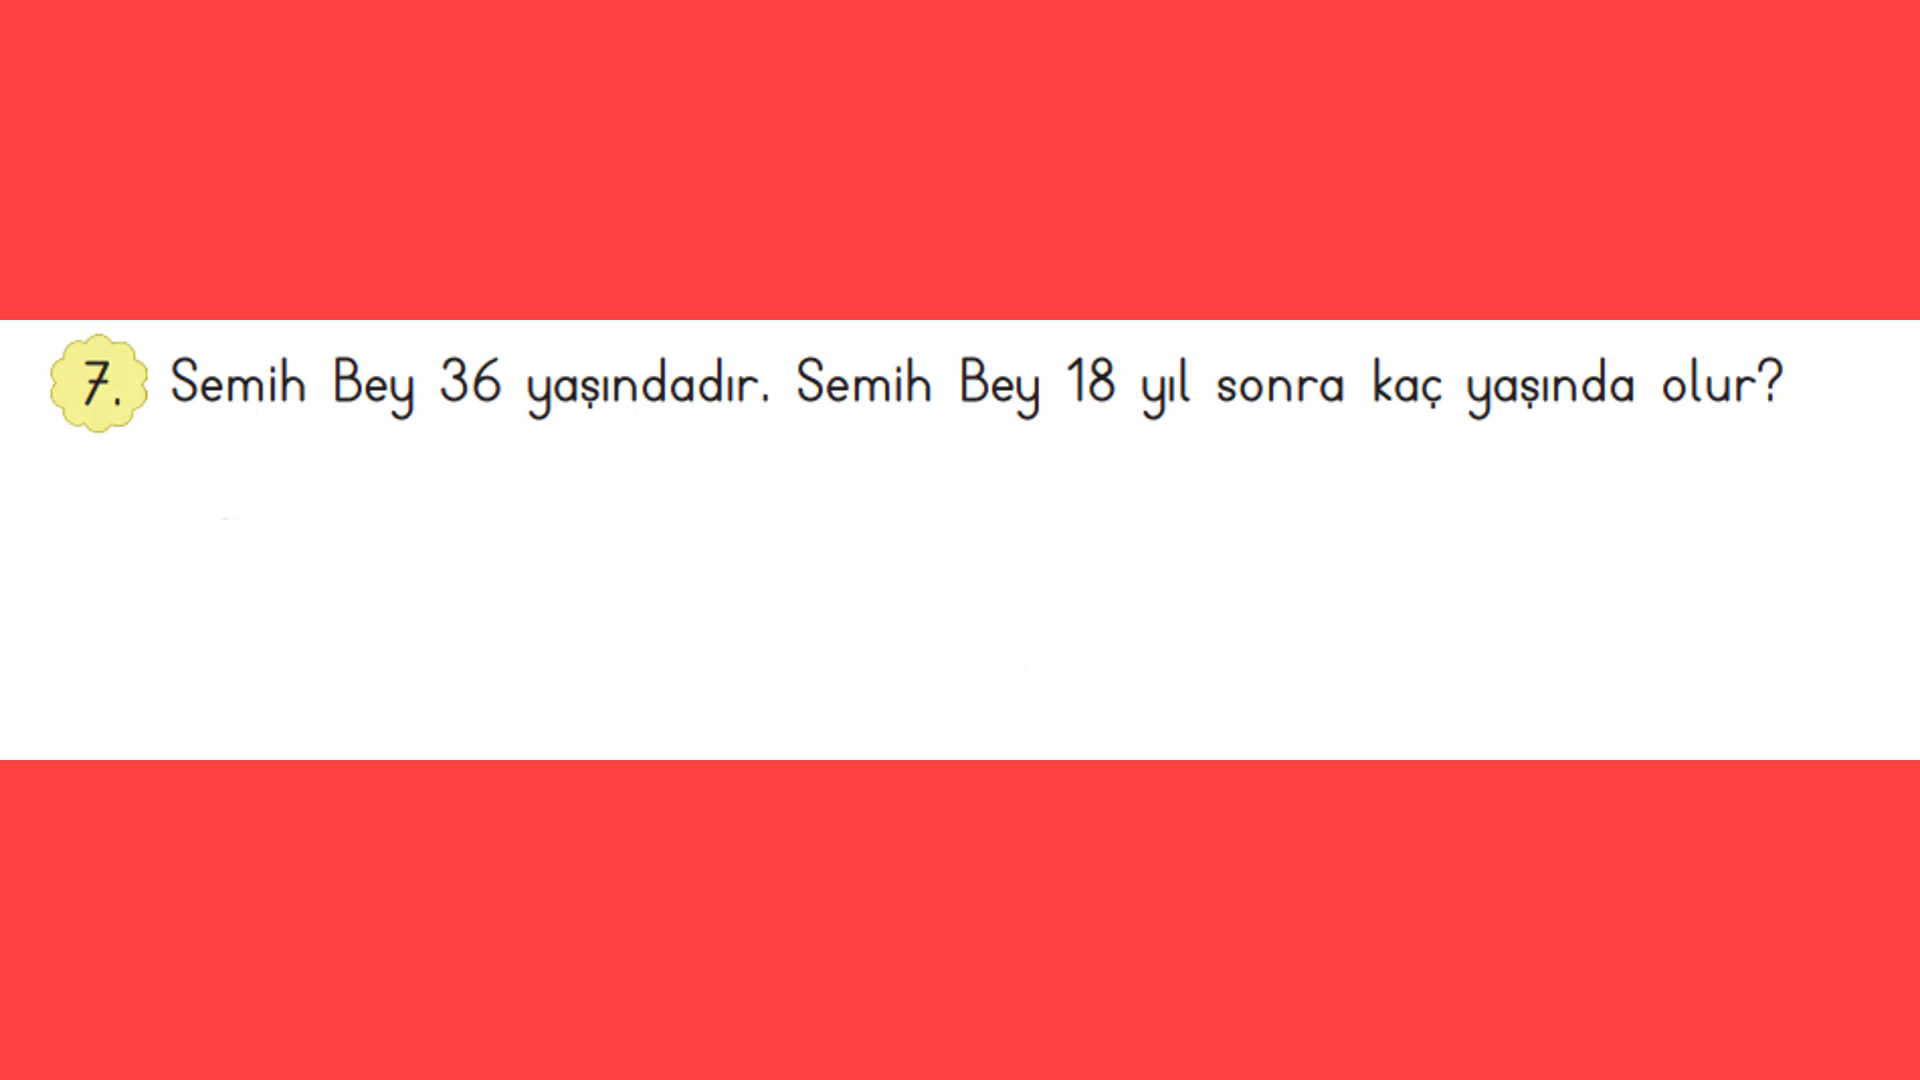 7. Semih Bey 36 yaşındadır. Semih Bey 18 yıl sonra kaç yaşında olur?